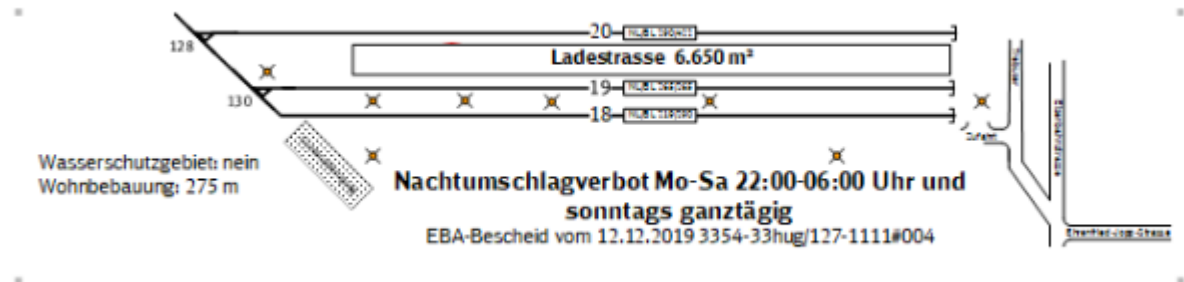 20
128
Ladestrasse 6.650 m²
19
130
18
Zufahrt
Wasserschutzgebiet: nein
Wohnbebauung: 275 m
Nachtumschlagverbot Mo-Sa 22:00-06:00 Uhr und
sonntags ganztägig
EBA-Bescheid vom 12.12.2019 3354-33hug/127-1111#004